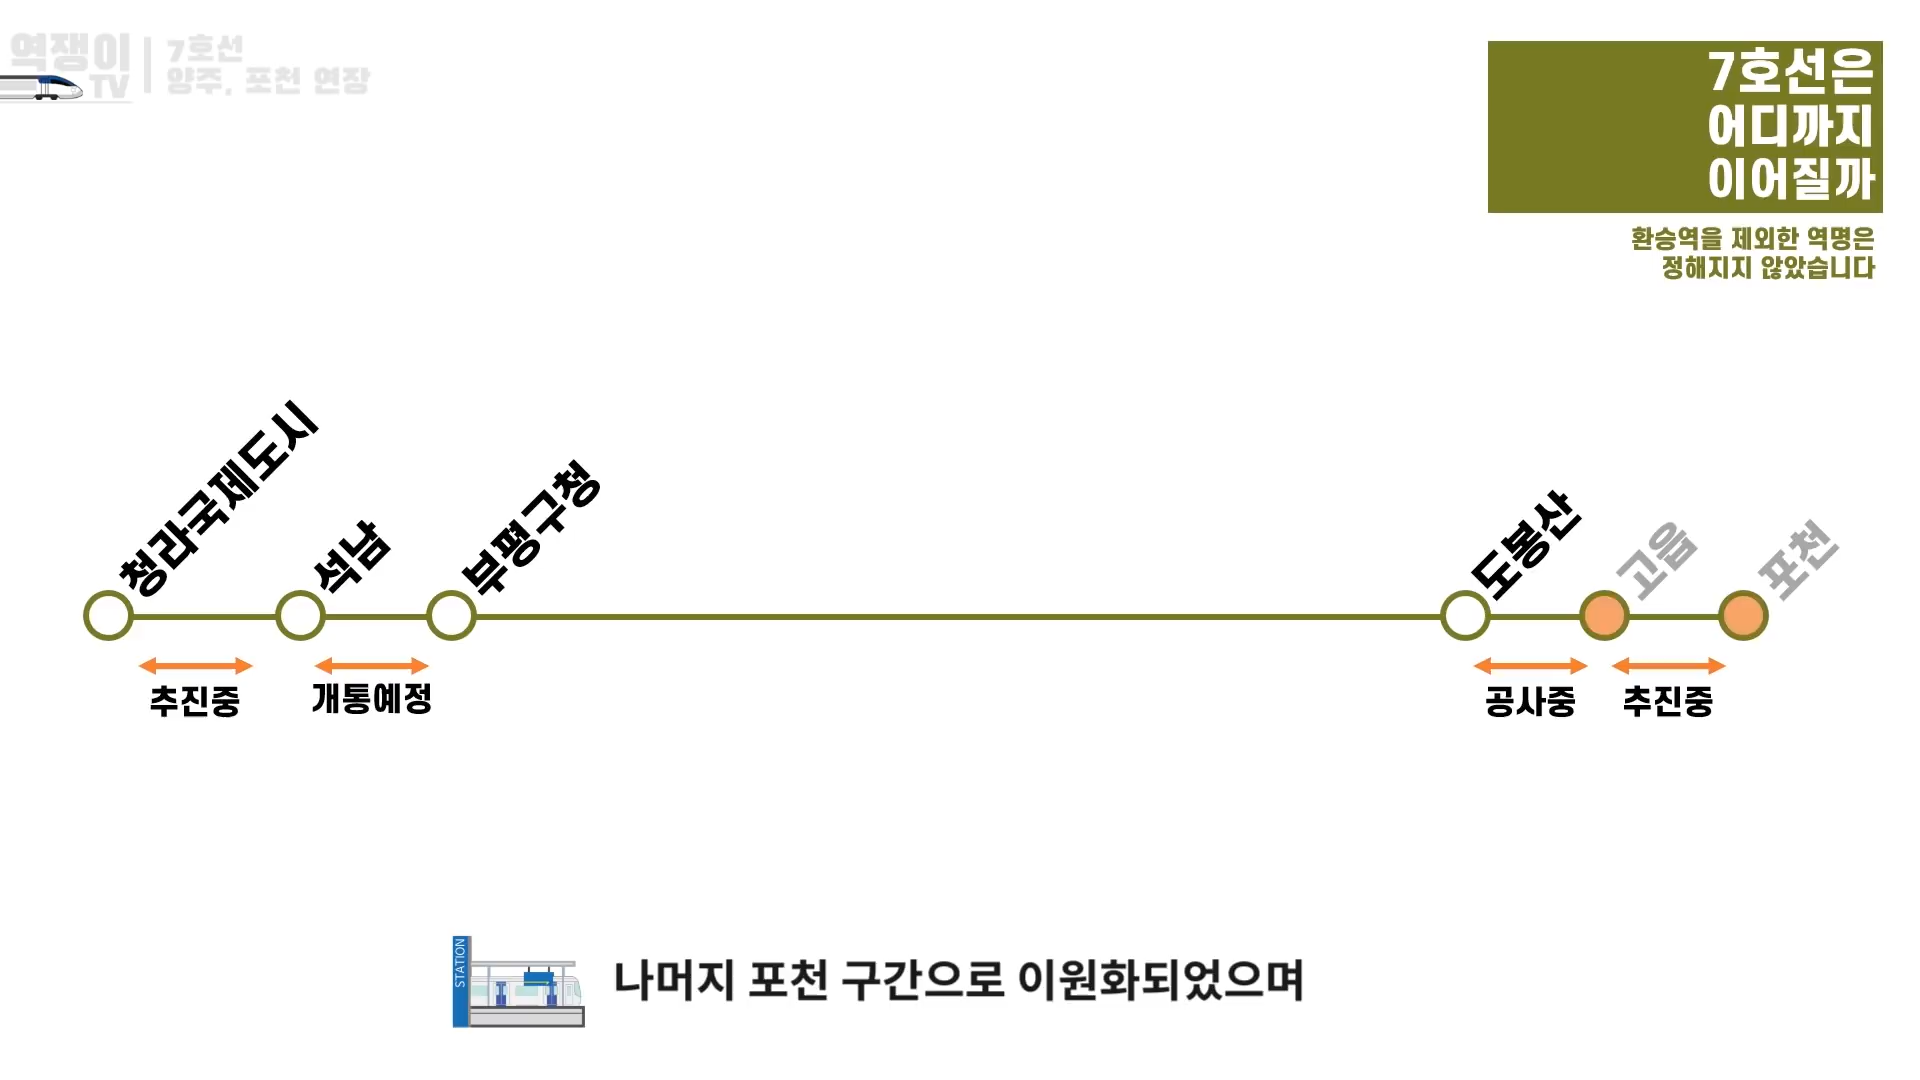 역쟁이
TV
7호선
양주, 포천 연장
7호선은
어디까지
이어질까
환승역을 제외한 역명은
정해지지 않았습니다
청라국제도시
석남
부평구청
도봉산
고읍
포천
추진중
개통예정
공사중
추진중
STATION
나머지 포천 구간으로 이원화되었으며